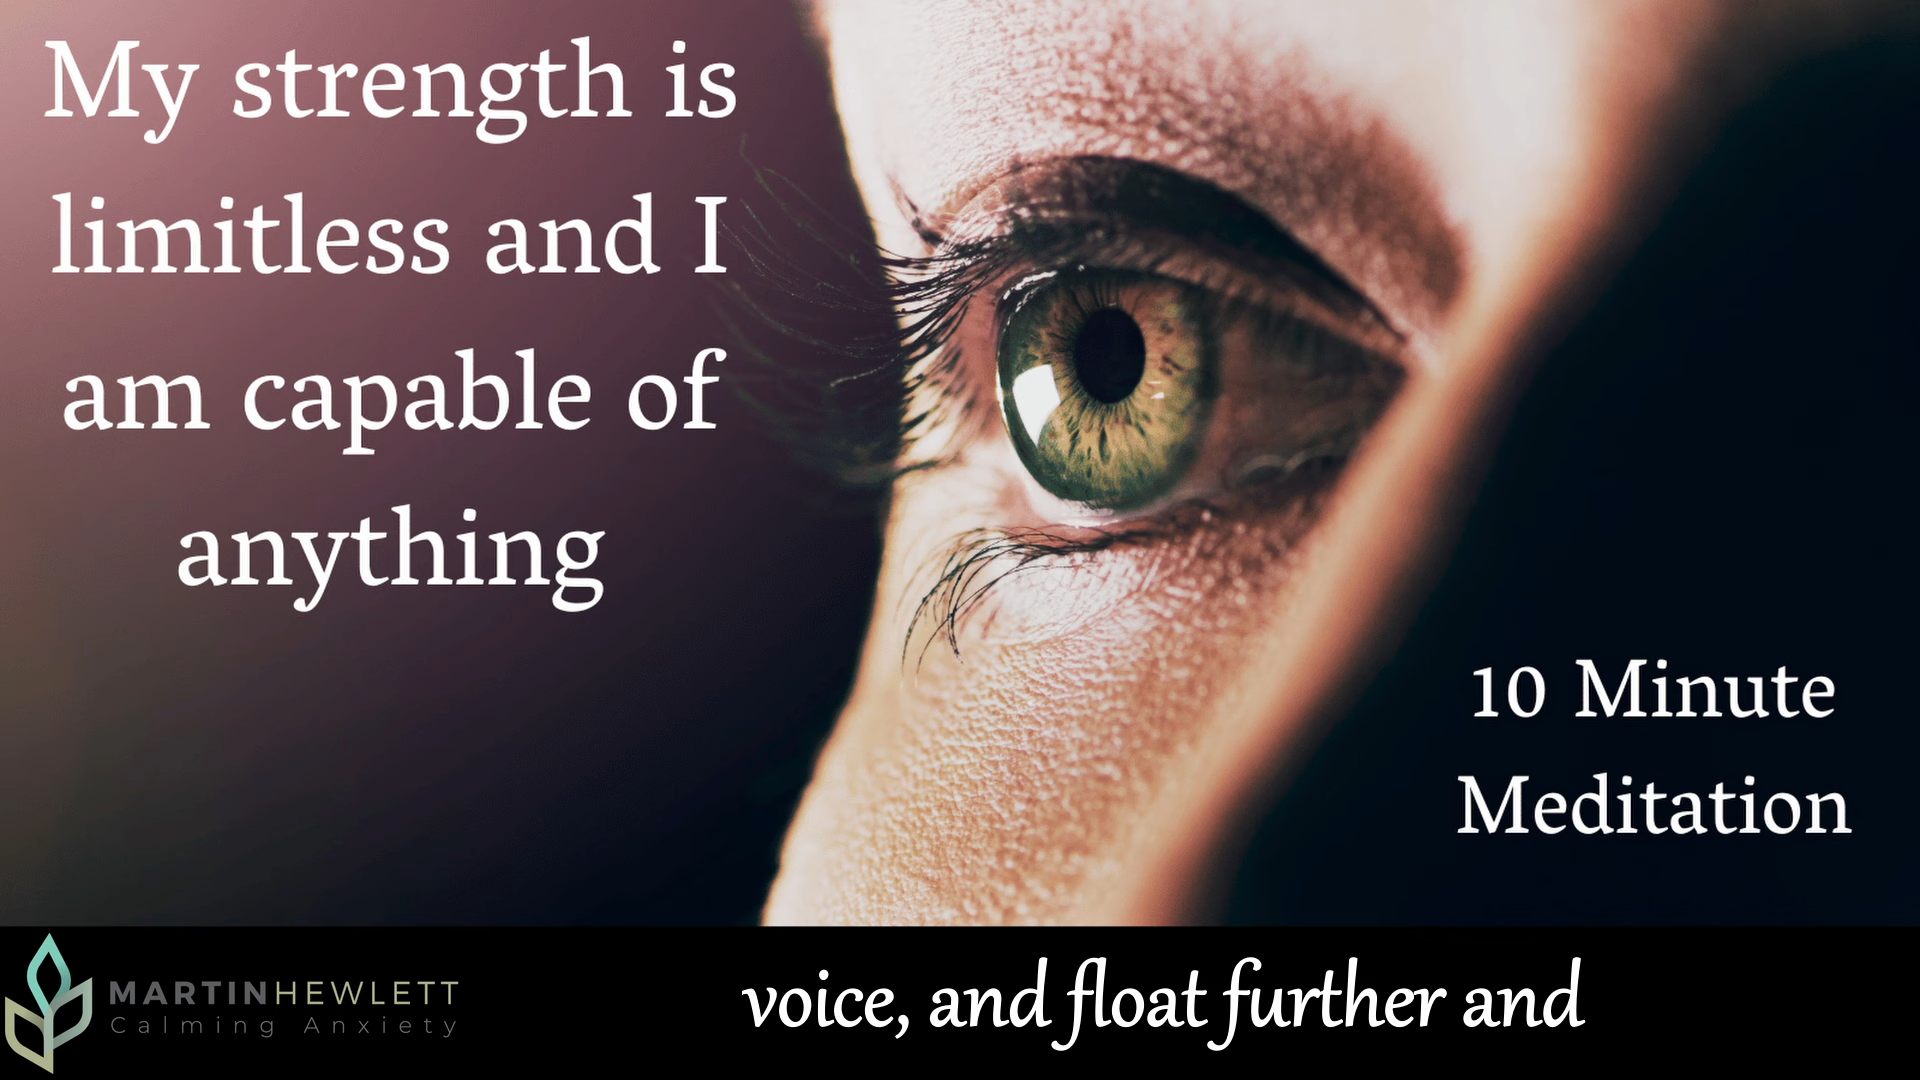 My strength is
limitless and I
am capable of
anything
10 Minute
Meditation
MARTINHEWLETT
Calming Anxiety
voice, and float further and